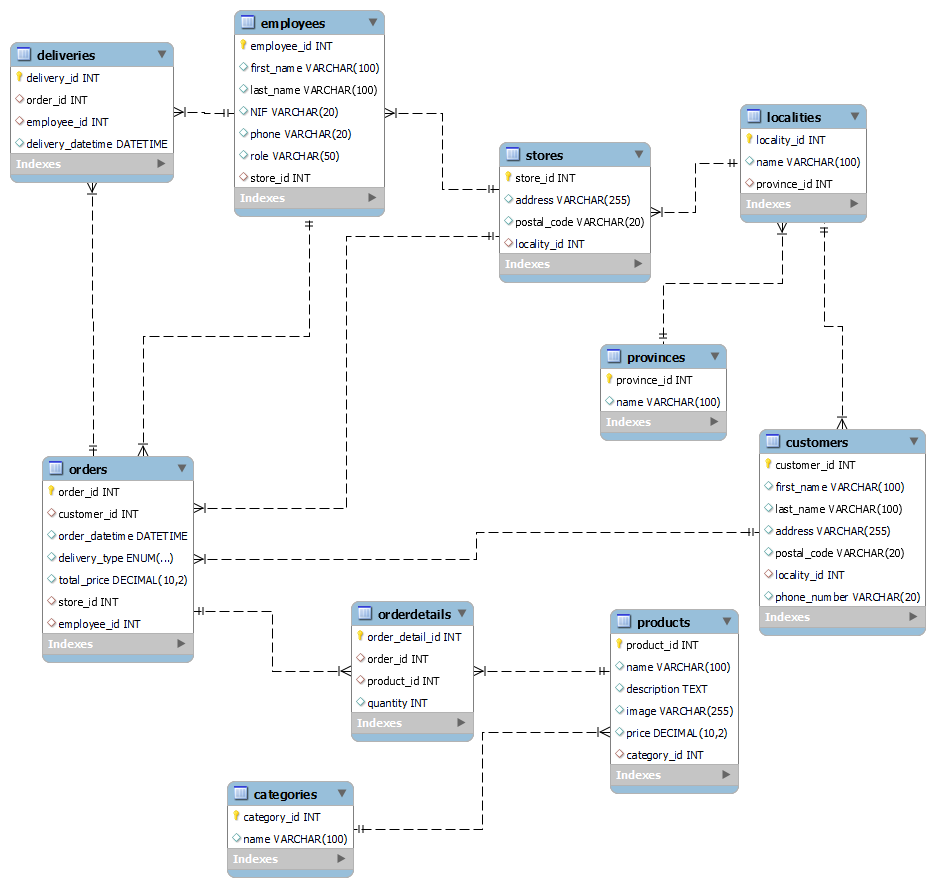 employees
employee_id INT
first_name VARCHAR(100)
last_name VARCHAR(100)
NIF VARCHAR(20)
phone VARCHAR(20)
role VARCHAR(50)
store_id INT
Indexes
deliveries
delivery_id INT
order_id INT
employee_id INT
delivery_datetime DATETIME
Indexes
stores
store_id INT
address VARCHAR(255)
postal_code VARCHAR(20)
locality_id INT
Indexes
localities
locality_id INT
name VARCHAR(100)
province_id INT
Indexes
provinces
province_id INT
name VARCHAR(100)
Indexes
customers
customer_id INT
first_name VARCHAR(100)
last_name VARCHAR(100)
address VARCHAR(255)
postal_code VARCHAR(20)
locality_id INT
phone_number VARCHAR(20)
Indexes
orders
order_id INT
customer_id INT
order_datetime DATETIME
delivery_type ENUM(...)
total_price DECIMAL(10,2)
store_id INT
employee_id INT
Indexes
orderdetails
order_detail_id INT
order_id INT
product_id INT
quantity INT
Indexes
products
product_id INT
name VARCHAR(100)
description TEXT
image VARCHAR(255)
price DECIMAL(10,2)
category_id INT
Indexes
categories
category_id INT
name VARCHAR(100)
Indexes